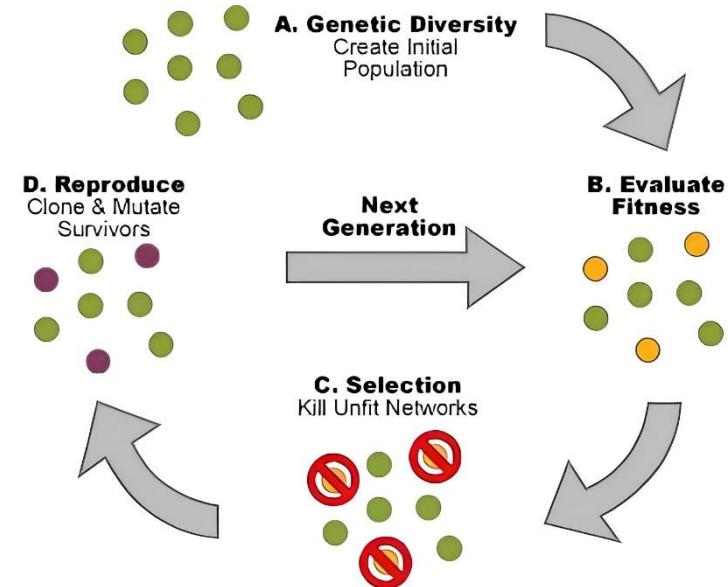 A. Genetic Diversity
Create Initial
Population
B. Evaluate
Fitness
C. Selection
Kill Unfit Networks
D. Reproduce
Clone & Mutate
Survivors
Next
Generation